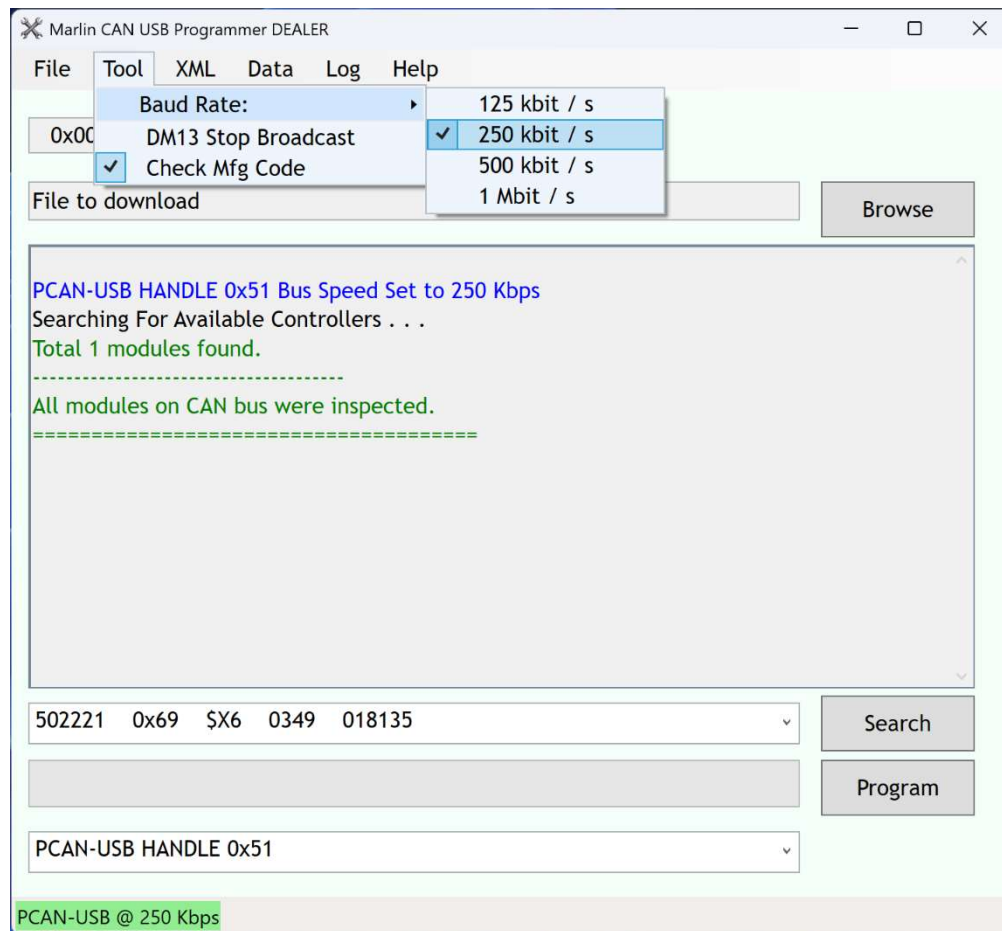 Marlin CAN USB Programmer DEALER
File Tool XML Data Log Help
Baud Rate:
DM13 Stop Broadcast
Check Mfg Code
125 kbit / s
250 kbit / s
500 kbit / s
1 Mbit / s
0x00
File to download
Browse
PCAN-USB HANDLE 0x51 Bus Speed Set to 250 Kbps
Searching For Available Controllers . . .
Total 1 modules found.
-------------------------------------
All modules on CAN bus were inspected.
======================================
502221 0x69 $X6 0349 018135
Search
Program
PCAN-USB HANDLE 0x51
PCAN-USB @ 250 Kbps